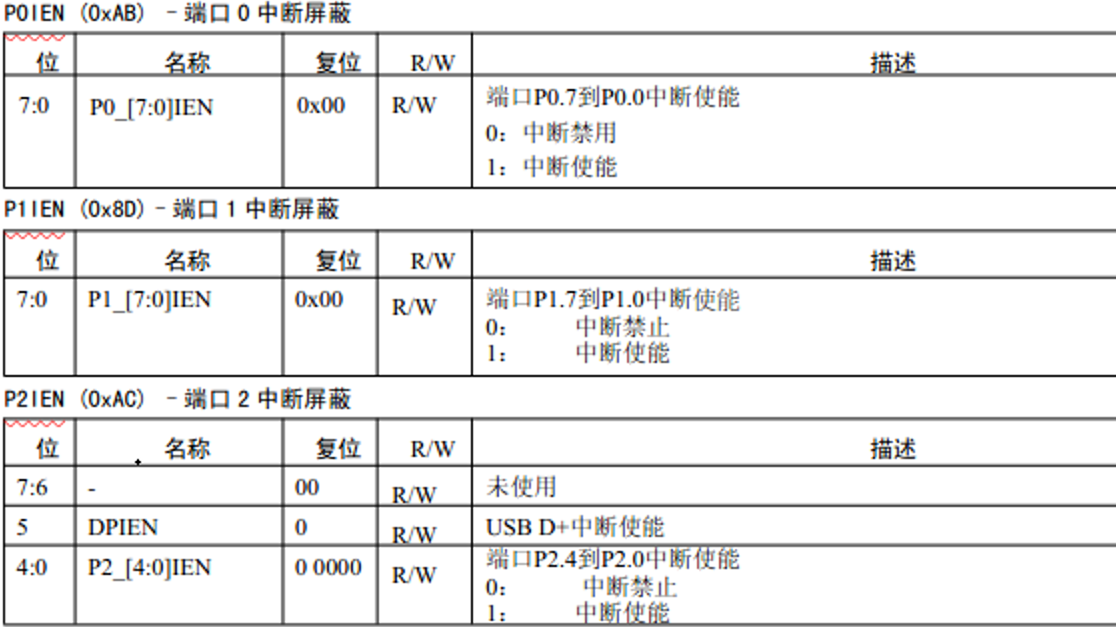 P0IEN (0xAB) - 端口 0 中断屏蔽
位 名称 复位 R/W 描述
7:0 P0_[7:0]IEN 0x00 R/W 端口P0.7到P0.0中断使能
0: 中断禁用
1: 中断使能
P1IEN (0x8D) - 端口 1 中断屏蔽
位 名称 复位 R/W 描述
7:0 P1_[7:0]IEN 0x00 R/W 端口P1.7到P1.0中断使能
0: 中断禁止
1: 中断使能
P2IEN (0xAC) - 端口 2 中断屏蔽
位 名称 复位 R/W 描述
7:6 - 00 R/W 未使用
5 DPIEN 0 R/W USB D+中断使能
4:0 P2_[4:0]IEN 0 0000 R/W 端口P2.4到P2.0中断使能
0: 中断禁止
1: 中断使能